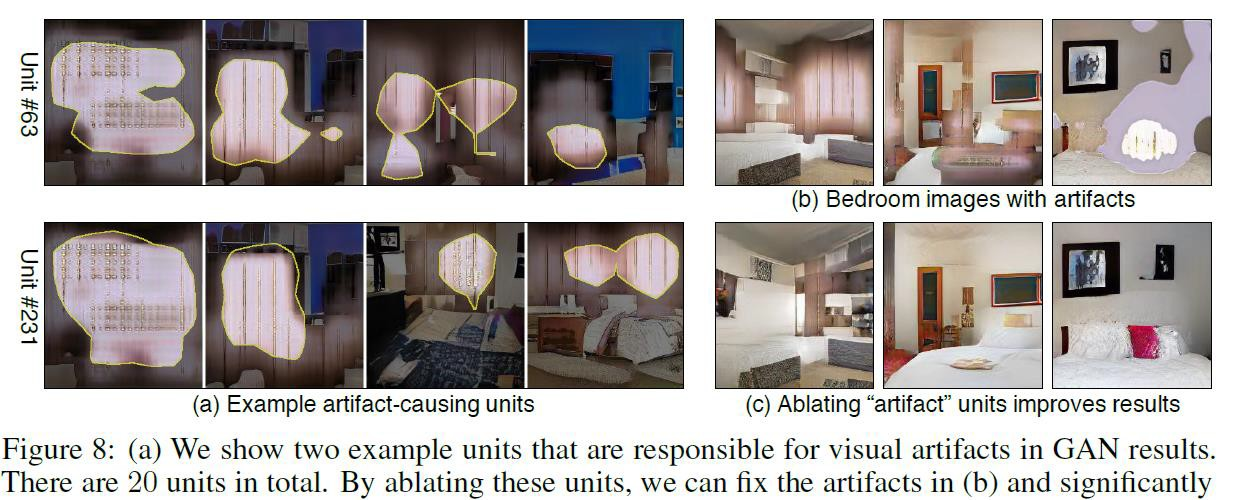 Unit #63
(b) Bedroom images with artifacts
Unit #231
(a) Example artifact-causing units
(c) Ablating “artifact” units improves results
Figure 8: (a) We show two example units that are responsible for visual artifacts in GAN results.
There are 20 units in total. By ablating these units, we can fix the artifacts in (b) and significantly